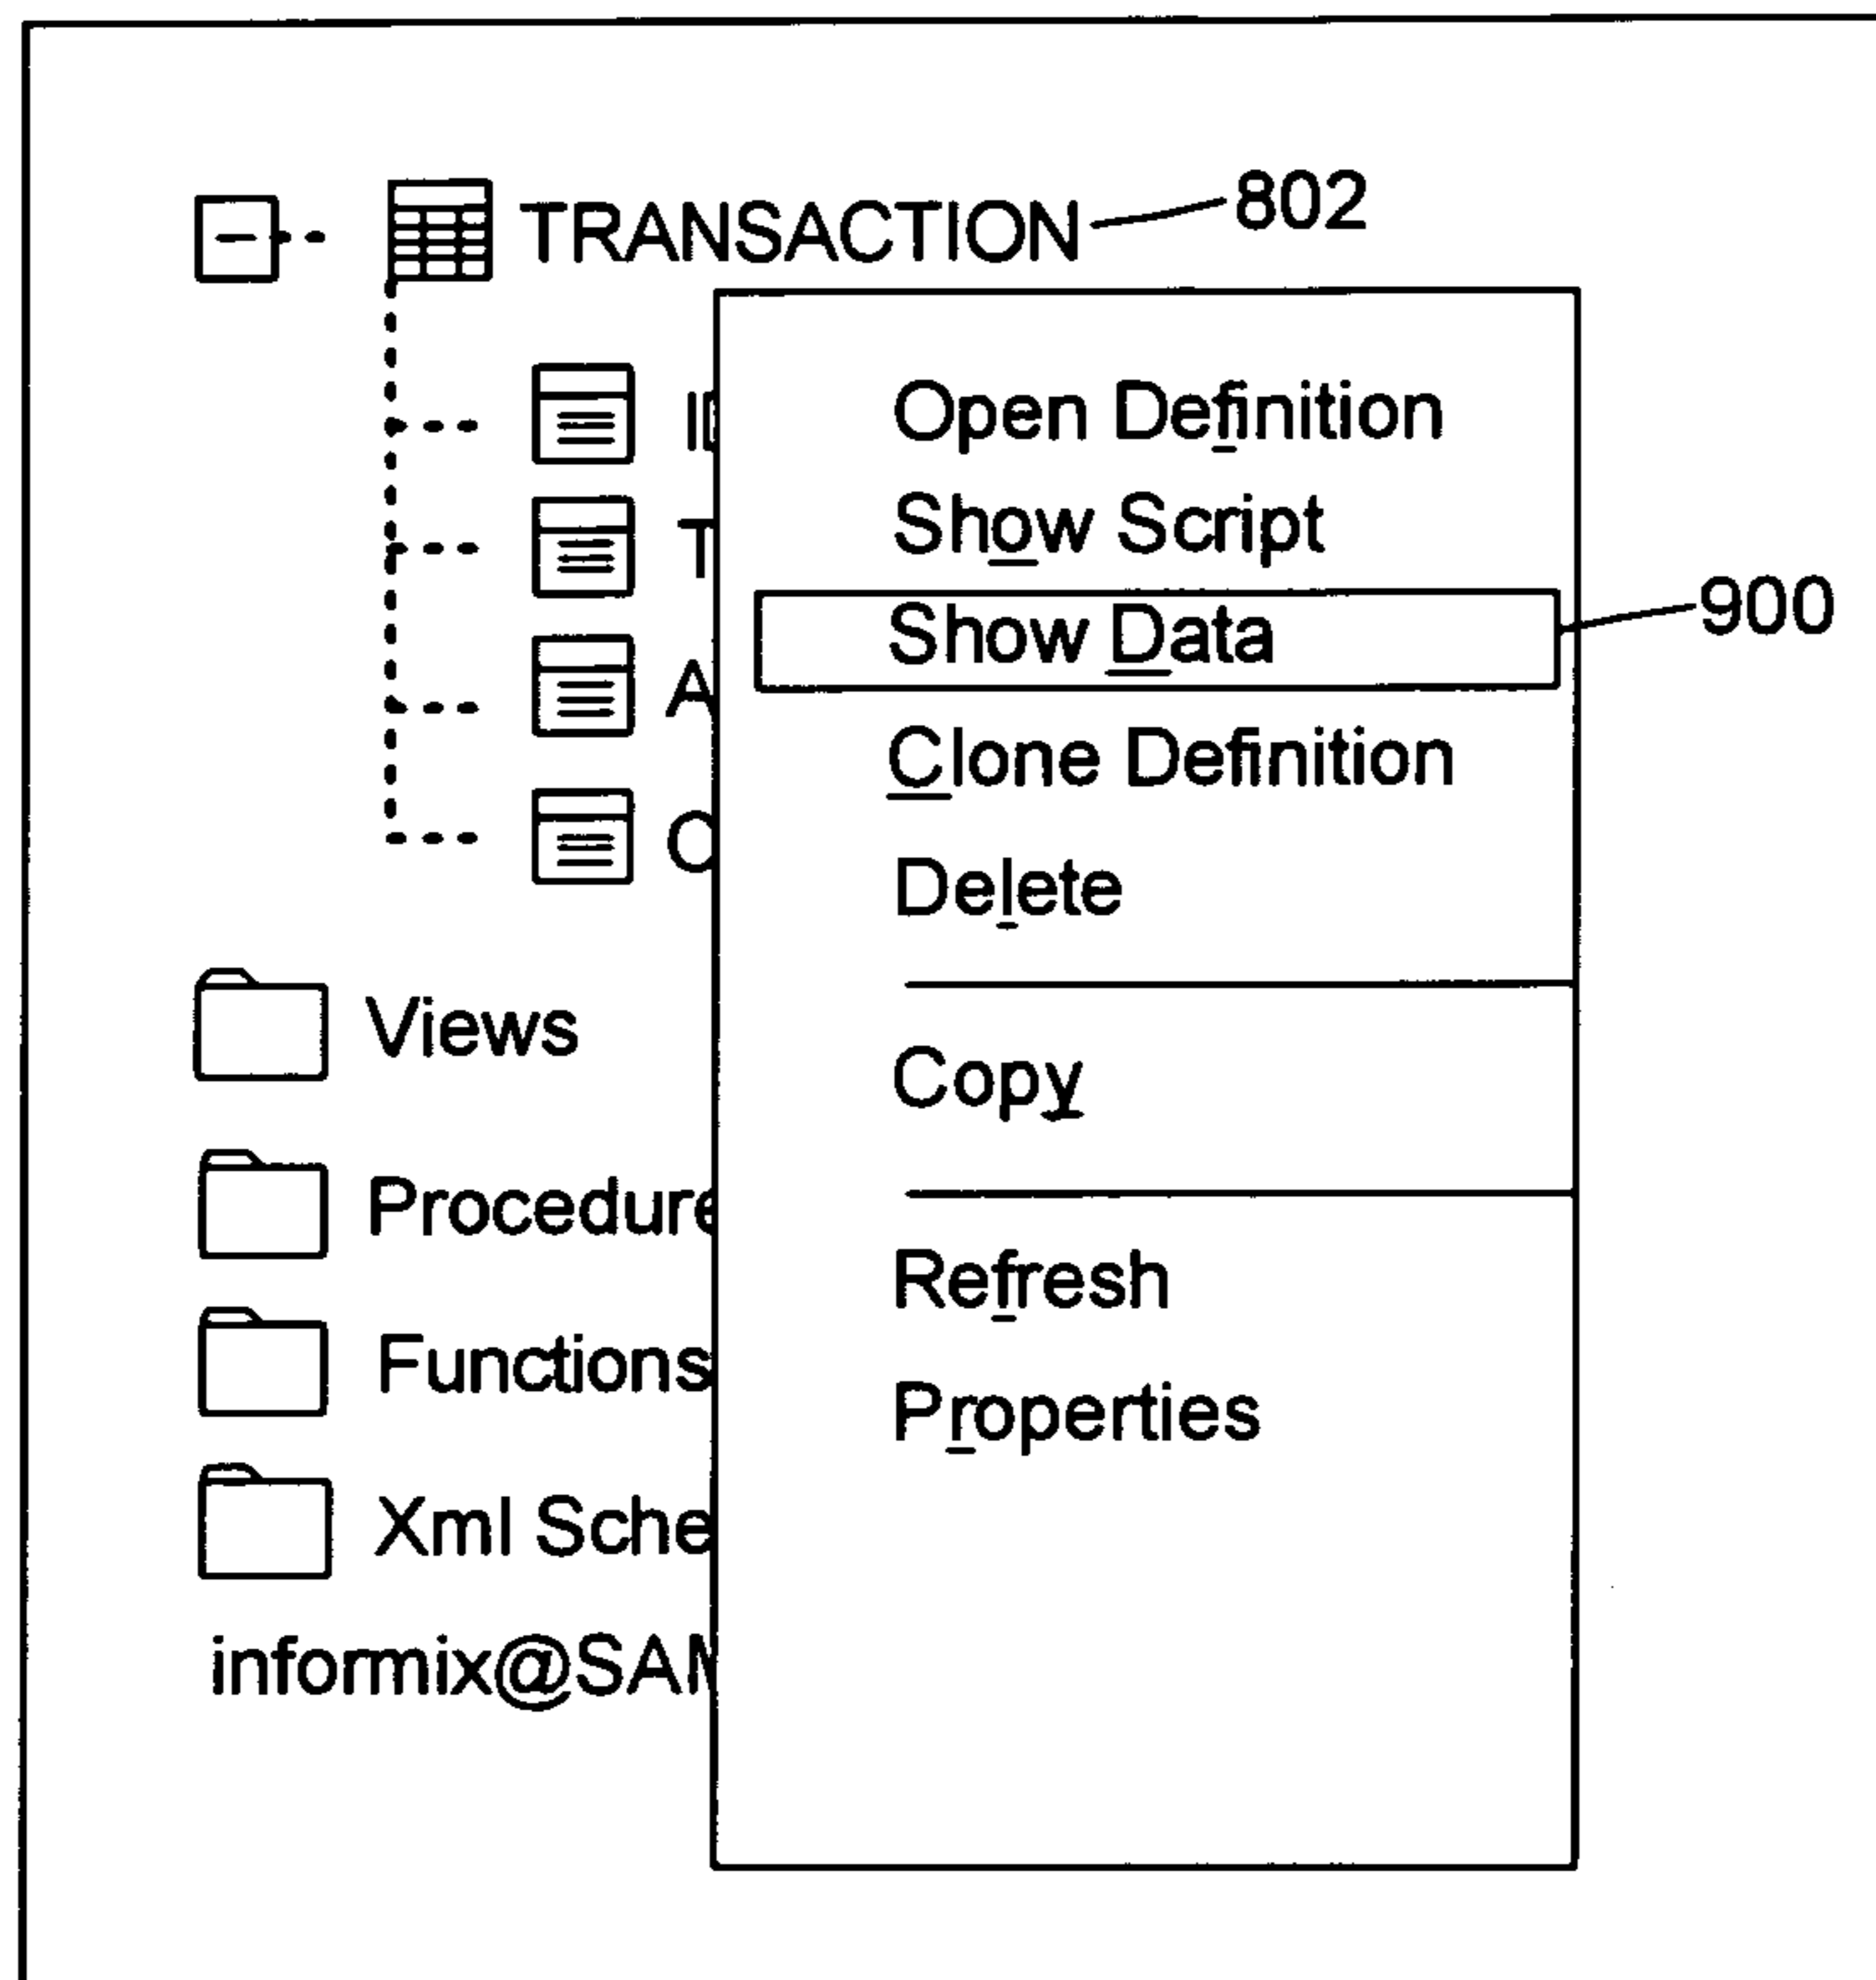 TRANSACTION 802
Open Definition
Show Script
Show Data 900
Clone Definition
Delete
Copy
Refresh
Properties
T
A
Views
Procedure
Functions
Xml Sche
informix@SAM